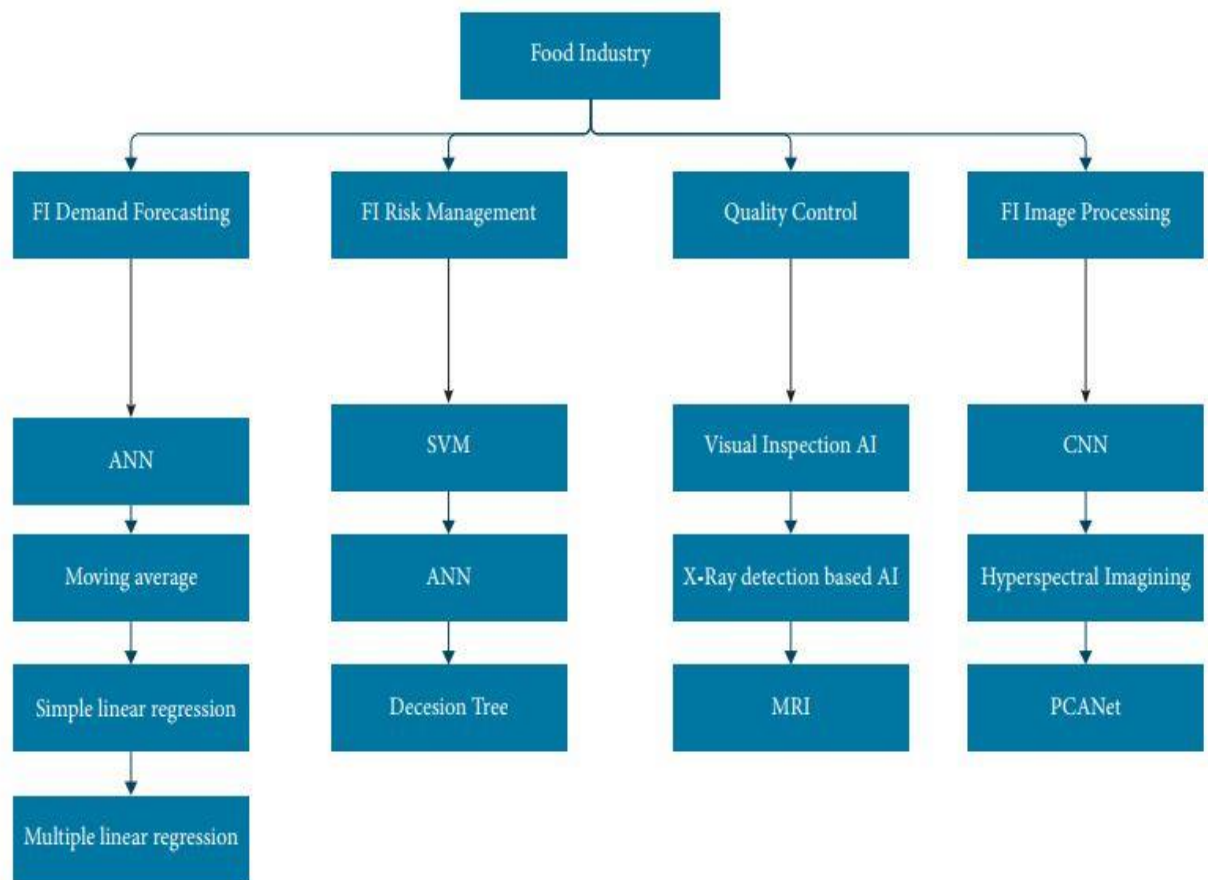 Food Industry
FI Demand Forecasting
FI Risk Management
Quality Control
FI Image Processing
ANN
SVM
Visual Inspection AI
CNN
Moving average
ANN
X-Ray detection based AI
Hyperspectral Imagining
Simple linear regression
Decesion Tree
MRI
PCANet
Multiple linear regression